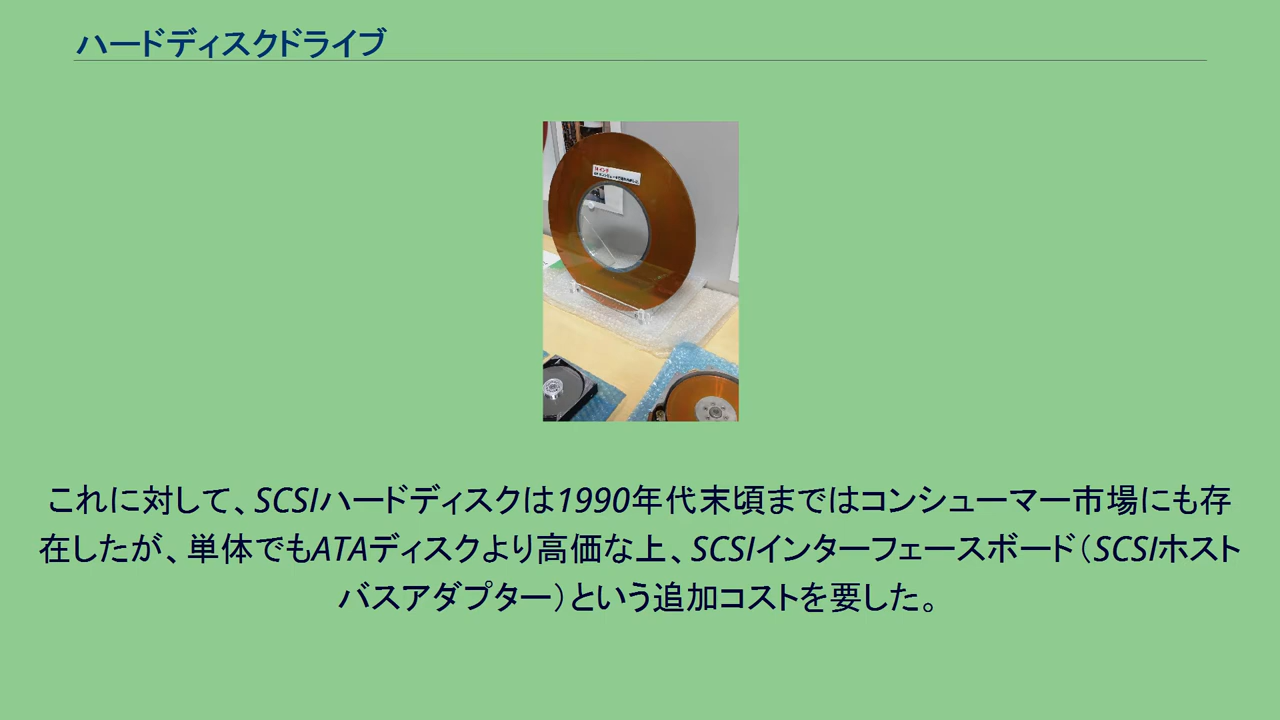 ハードディスクドライブ
これに対して、SCSIハードディスクは1990年代末頃まではコンシューマー市場にも存
在したが、単体でもATAディスクより高価な上、SCSIインターフェースボード（SCSIホスト
バスアダプター）という追加コストを要した。